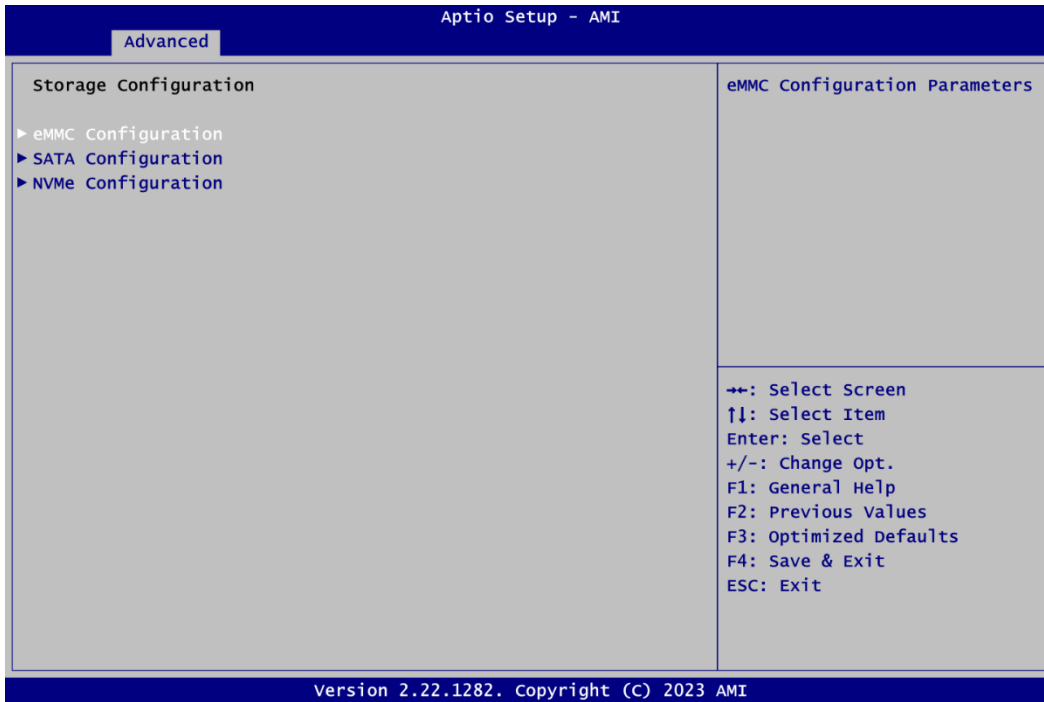 Aptio Setup - AMI
Advanced
Storage Configuration
► eMMC Configuration
► SATA Configuration
► NVMe Configuration
eMMC Configuration Parameters
→←: Select Screen
↑↓: Select Item
Enter: Select
+/-: Change Opt.
F1: General Help
F2: Previous Values
F3: Optimized Defaults
F4: Save & Exit
ESC: Exit
Version 2.22.1282. Copyright (C) 2023 AMI